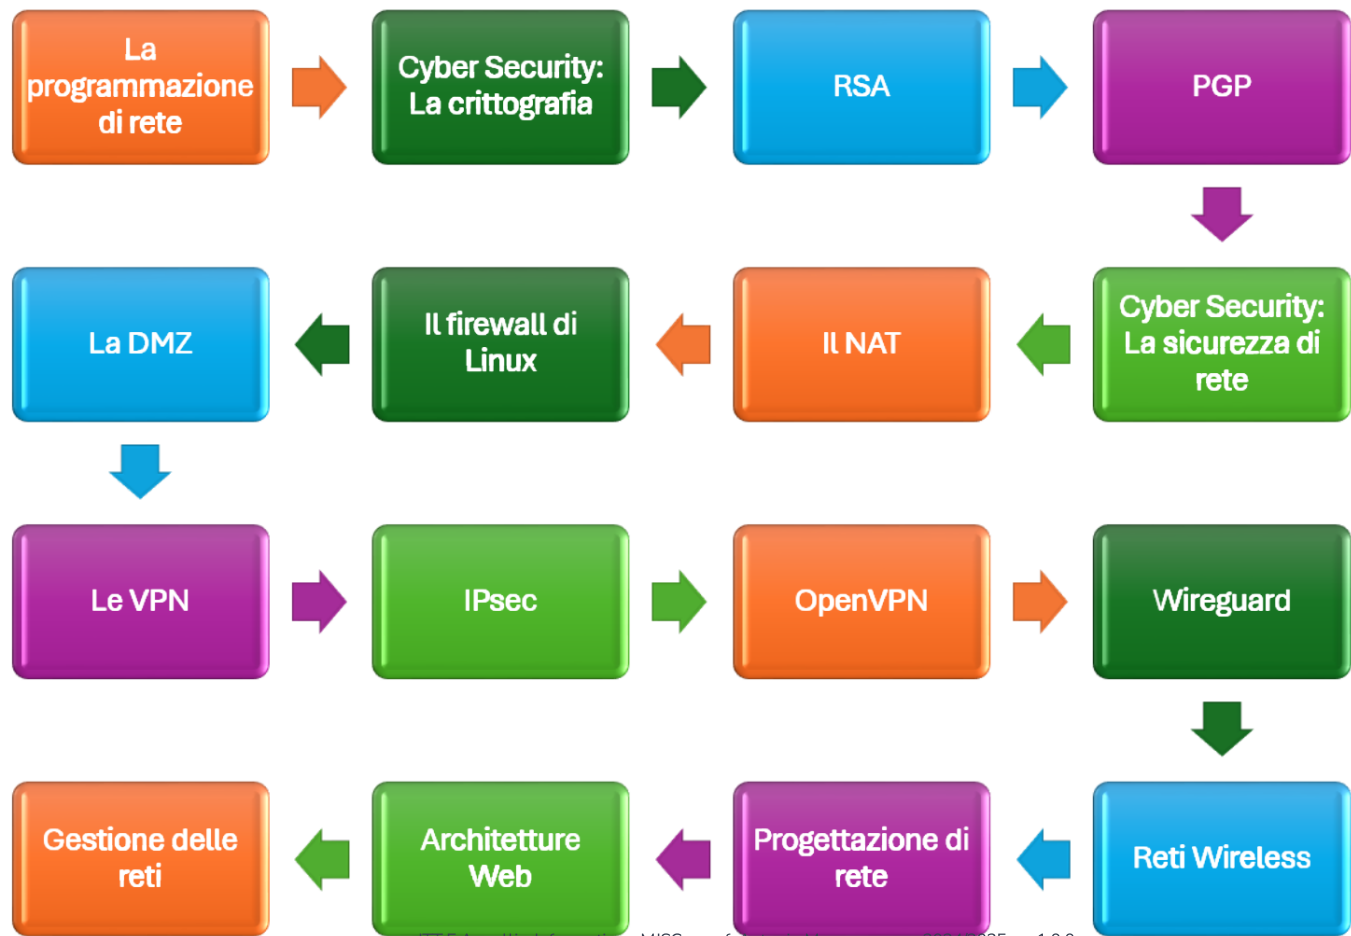 La
programmazione
di rete
Cyber Security:
La crittografia
RSA
PGP
Cyber Security:
La sicurezza di
rete
IL NAT
Il firewall di
Linux
La DMZ
Le VPN
IPsec
OpenVPN
Wireguard
Reti Wireless
Progettazione di
rete
Architetture
Web
Gestione delle
reti